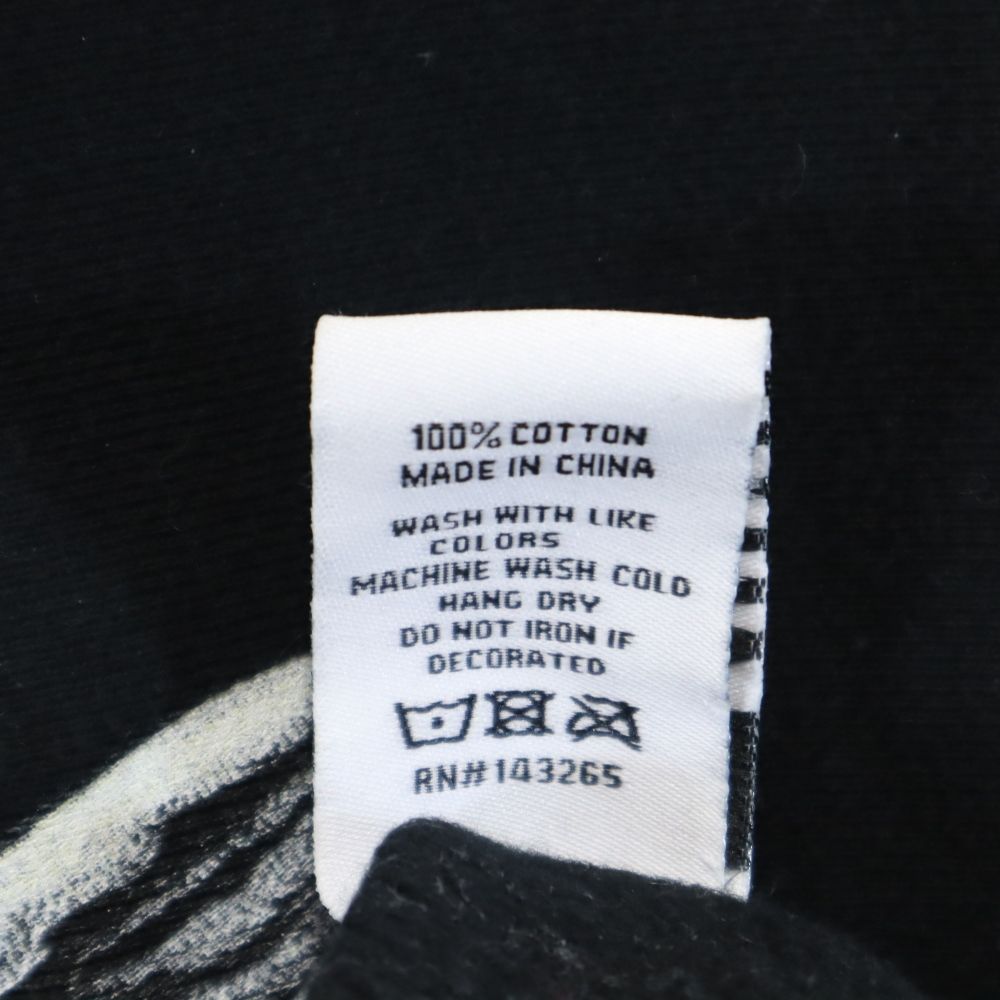 100% COTTON
MADE IN CHINA
WASH WITH LIKE
COLORS
MACHINE WASH COLD
HANG DRY
DO NOT IRON IF
DECORATED
RN#143265